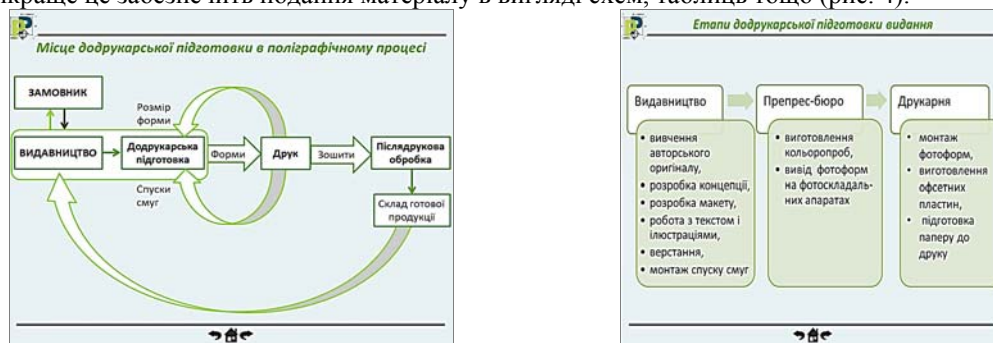 икраще це забезпечить подання матеріалу в вигляді схем, таблиць тощо (рис. 4).
Місце додрукарської підготовки в поліграфічному процесі
ЗАМОВНИК
Розмір
форми
ВИДАВНИЦТВО
Додрукарська
підготовка
Форми
Друк
Зошити
Післядрукова
обробка
Спуски
смуг
Склад готової
продукції
Етапи додрукарської підготовки видання
Видавництво
• вивчення
авторського
оригіналу,
• розробка концепції,
• розробка макету,
• робота з текстом і
ілюстраціями,
• верстання,
• монтаж спуску смуг
Препрес-бюро
• виготовлення
кольоропроб,
• вивід фотоформ
на фотоскладаль-
них апаратах
Друкарня
• монтаж
фотоформ,
• виготовлення
офсетних
пластин,
• підготовка
паперу до
друку